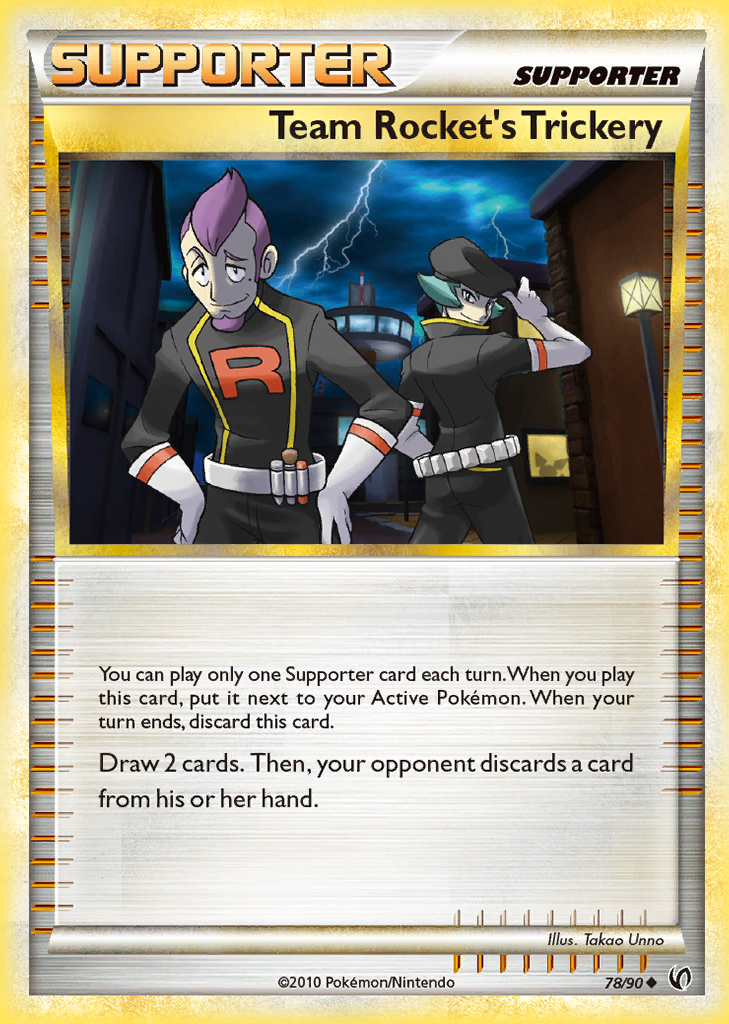 SUPPORTER
SUPPORTER
Team Rocket's Trickery
R
You can play only one Supporter card each turn. When you play
this card, put it next to your Active Pokémon. When your
turn ends, discard this card.
Draw 2 cards. Then, your opponent discards a card
from his or her hand.
Illus. Takao Unno
©2010 Pokémon/Nintendo
78/90